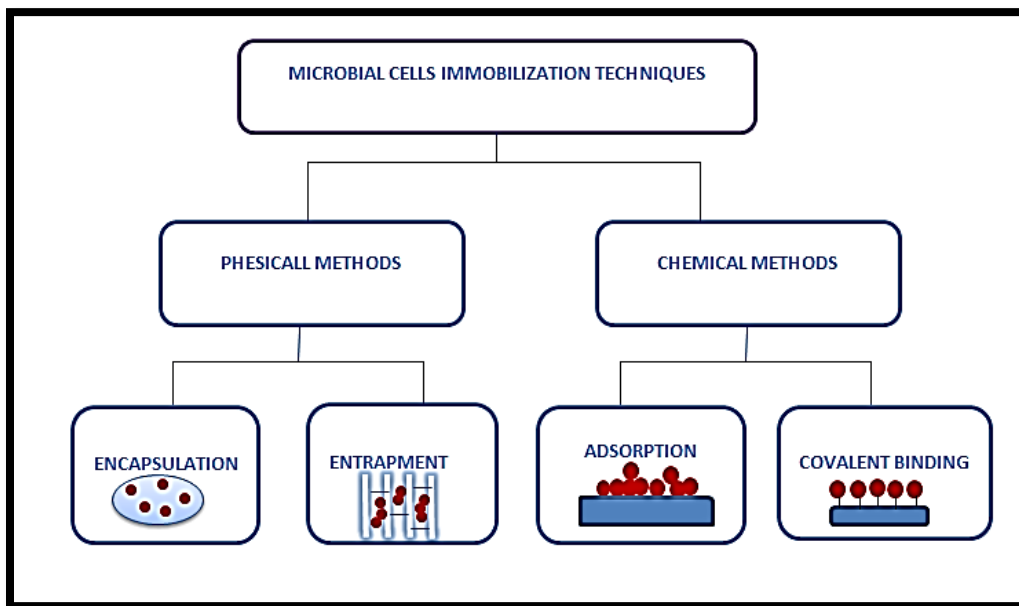 MICROBIAL CELLS IMMOBILIZATION TECHNIQUES
PHESICALL METHODS
CHEMICAL METHODS
ENCAPSULATION
ENTRAPMENT
ADSORPTION
COVALENT BINDING